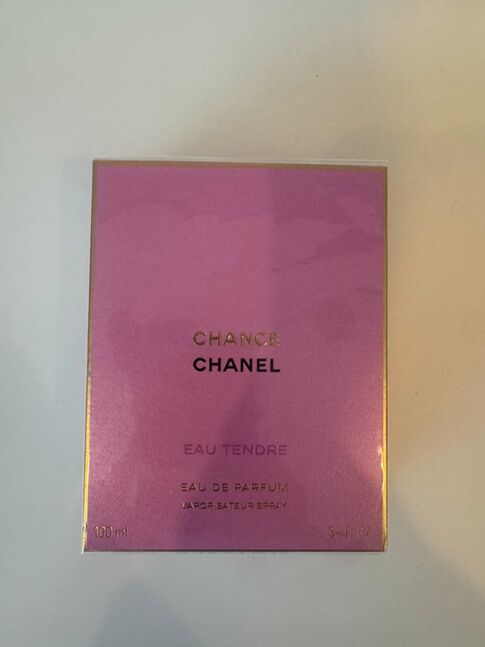 CHANCE
CHANEL
EAU TENDRE
EAU DE PARFUM
VAPORISATEUR SPRAY
100 ml 3.4 FL. OZ.